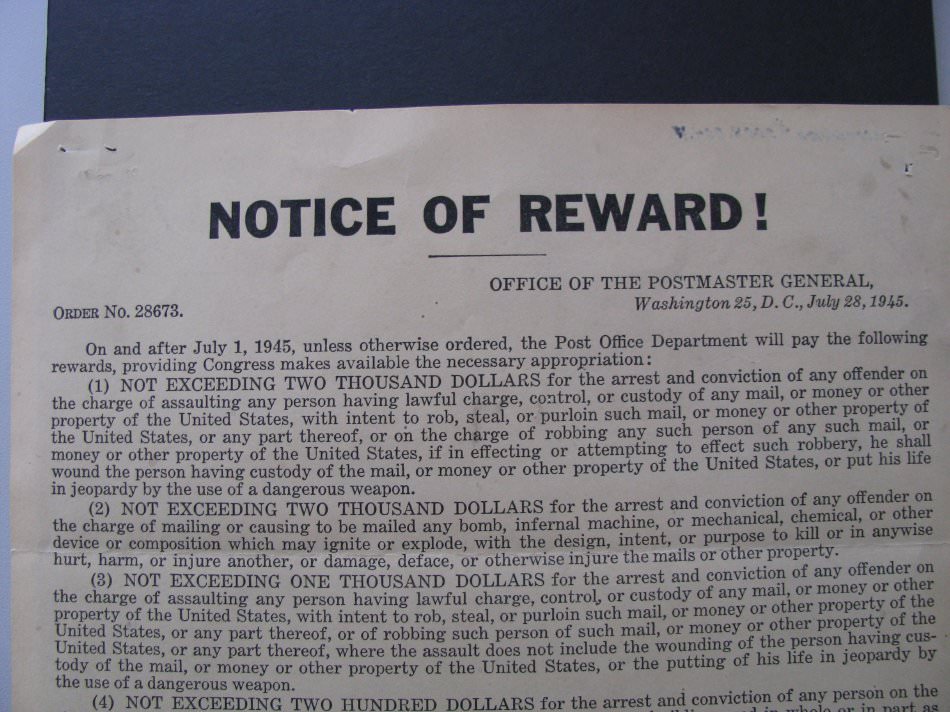 NOTICE OF REWARD!
OFFICE OF THE POSTMASTER GENERAL,
Washington 25, D. C., July 28, 1945.
ORDER No. 28673.
On and after July 1, 1945, unless otherwise ordered, the Post Office Department will pay the following
rewards, providing Congress makes available the necessary appropriation:
(1) NOT EXCEEDING TWO THOUSAND DOLLARS for the arrest and conviction of any offender on
the charge of assaulting any person having lawful charge, control, or custody of any mail, or money or other
property of the United States, with intent to rob, steal, or purloin such mail, or money or other property of
the United States, or any part thereof, or on the charge of robbing any such person of any such mail, or
money or other property of the United States, if in effecting or attempting to effect such robbery, he shall
wound the person having custody of the mail, or money or other property of the United States, or put his life
in jeopardy by the use of a dangerous weapon.
(2) NOT EXCEEDING TWO THOUSAND DOLLARS for the arrest and conviction of any offender on
the charge of mailing or causing to be mailed any bomb, infernal machine, or mechanical, chemical, or other
device or composition which may ignite or explode, with the design, intent, or purpose to kill or in anywise
hurt, harm, or injure another, or damage, deface, or otherwise injure the mails or other property.
(3) NOT EXCEEDING ONE THOUSAND DOLLARS for the arrest and conviction of any offender on
the charge of assaulting any person having lawful charge, control, or custody of any mail, or money or other
property of the United States, with intent to rob, steal, or purloin such mail, or money or other property of the
United States, or any part thereof, or of robbing such person of such mail, or money or other property of the
United States, or any part thereof, where the assault does not include the wounding of the person having cus-
tody of the mail, or money or other property of the United States, or the putting of his life in jeopardy by
the use of a dangerous weapon.
(4) NOT EXCEEDING TWO HUNDRED DOLLARS for the arrest and conviction of any person on the
in whole or in part as